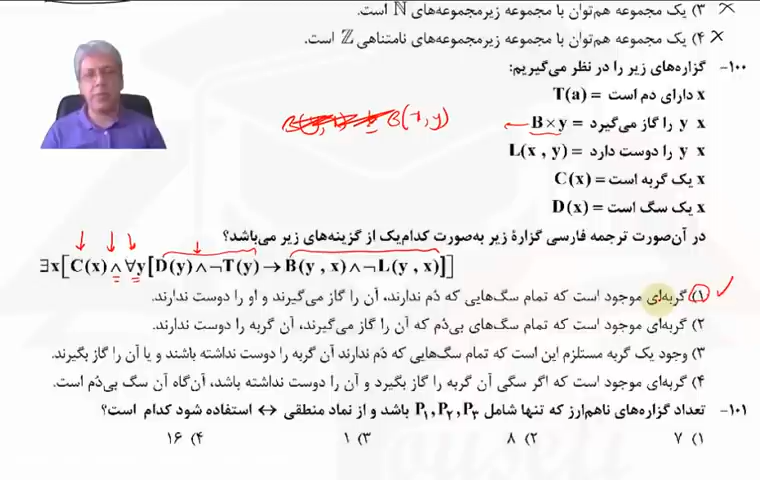 ۳) یک مجموعه هم‌توان با مجموعه زیرمجموعه‌های ℕ است.
۴) یک مجموعه هم‌توان با مجموعه زیرمجموعه‌های نامتناهی ℤ است.
۱۰۰- گزاره‌های زیر را در نظر می‌گیریم:
x دارای دم است = T(a)
x y را گاز می‌گیرد = B×y B(x,y)
x y را دوست دارد = L(x , y)
x یک گربه است = C(x)
x یک سگ است = D(x)
در آن‌صورت ترجمه فارسی گزارهٔ زیر به‌صورت کدام‌یک از گزینه‌های زیر می‌باشد؟
∃x[C(x) ∧ ∀y[D(y) ∧ ¬T(y) → B(y , x) ∧ ¬L(y , x)]]
۱) گربه‌ای موجود است که تمام سگ‌هایی که دُم ندارند، آن را گاز می‌گیرند و او را دوست ندارند.
۲) گربه‌ای موجود است که تمام سگ‌های بی‌دُم که آن را گاز می‌گیرند، آن گربه را دوست ندارند.
۳) وجود یک گربه مستلزم این است که تمام سگ‌هایی که دَم ندارند آن گربه را دوست نداشته باشند و یا آن را گاز بگیرند.
۴) گربه‌ای موجود است که اگر سگی آن گربه را گاز بگیرد و آن را دوست نداشته باشد، آن‌گاه آن سگ بی‌دُم است.
۱۰۱- تعداد گزاره‌های ناهم‌ارز که تنها شامل P₁,P₂,P₃ باشد و از نماد منطقی ↔ استفاده شود کدام است؟
۱) ۷ ۲) ۸ ۳) ۱ ۴) ۱۶